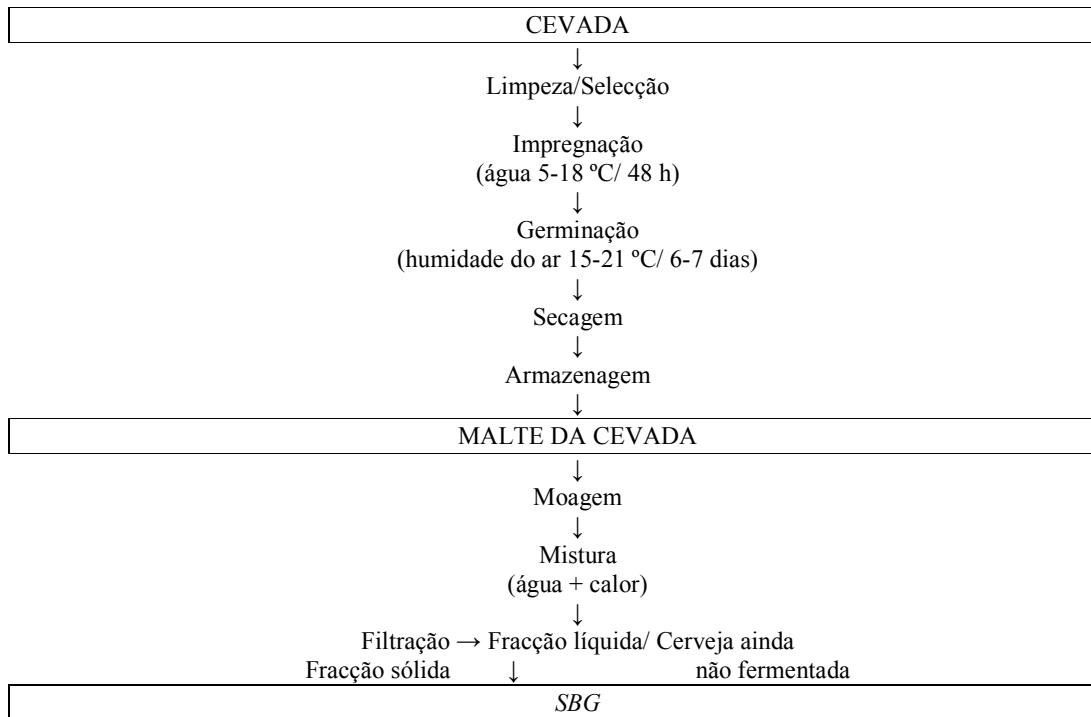 CEVADA
↓
Limpeza/Selecção
↓
Impregnação
(água 5-18 ºC/ 48 h)
↓
Germinação
(humidade do ar 15-21 ºC/ 6-7 dias)
↓
Secagem
↓
Armazenagem
↓
MALTE DA CEVADA
↓
Moagem
↓
Mistura
(água + calor)
↓
Filtração → Fracção líquida/ Cerveja ainda
Fracção sólida ↓ não fermentada
SBG